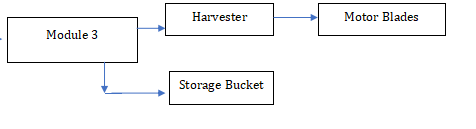 Harvester
Motor Blades
Module 3
Storage Bucket